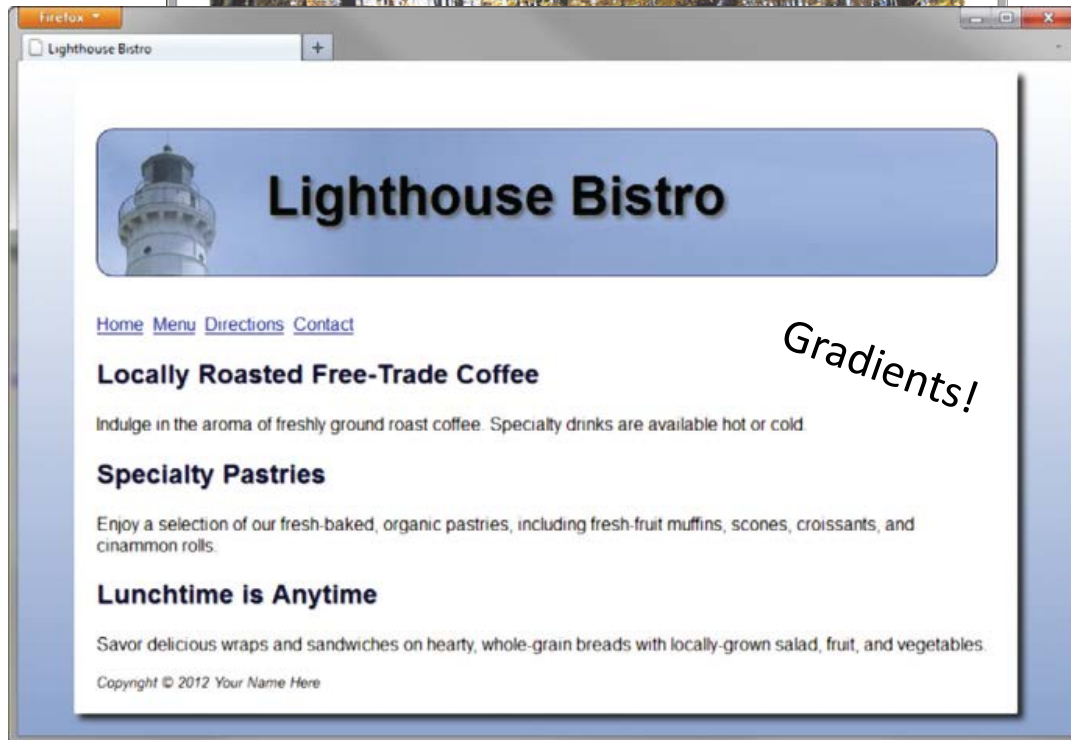 Firefox
Lighthouse Bistro
Lighthouse Bistro
Home Menu Directions Contact
Gradients!
Locally Roasted Free-Trade Coffee
Indulge in the aroma of freshly ground roast coffee. Specialty drinks are available hot or cold.
Specialty Pastries
Enjoy a selection of our fresh-baked, organic pastries, including fresh-fruit muffins, scones, croissants, and
cinammon rolls.
Lunchtime is Anytime
Savor delicious wraps and sandwiches on hearty, whole-grain breads with locally-grown salad, fruit, and vegetables.
Copyright © 2012 Your Name Here